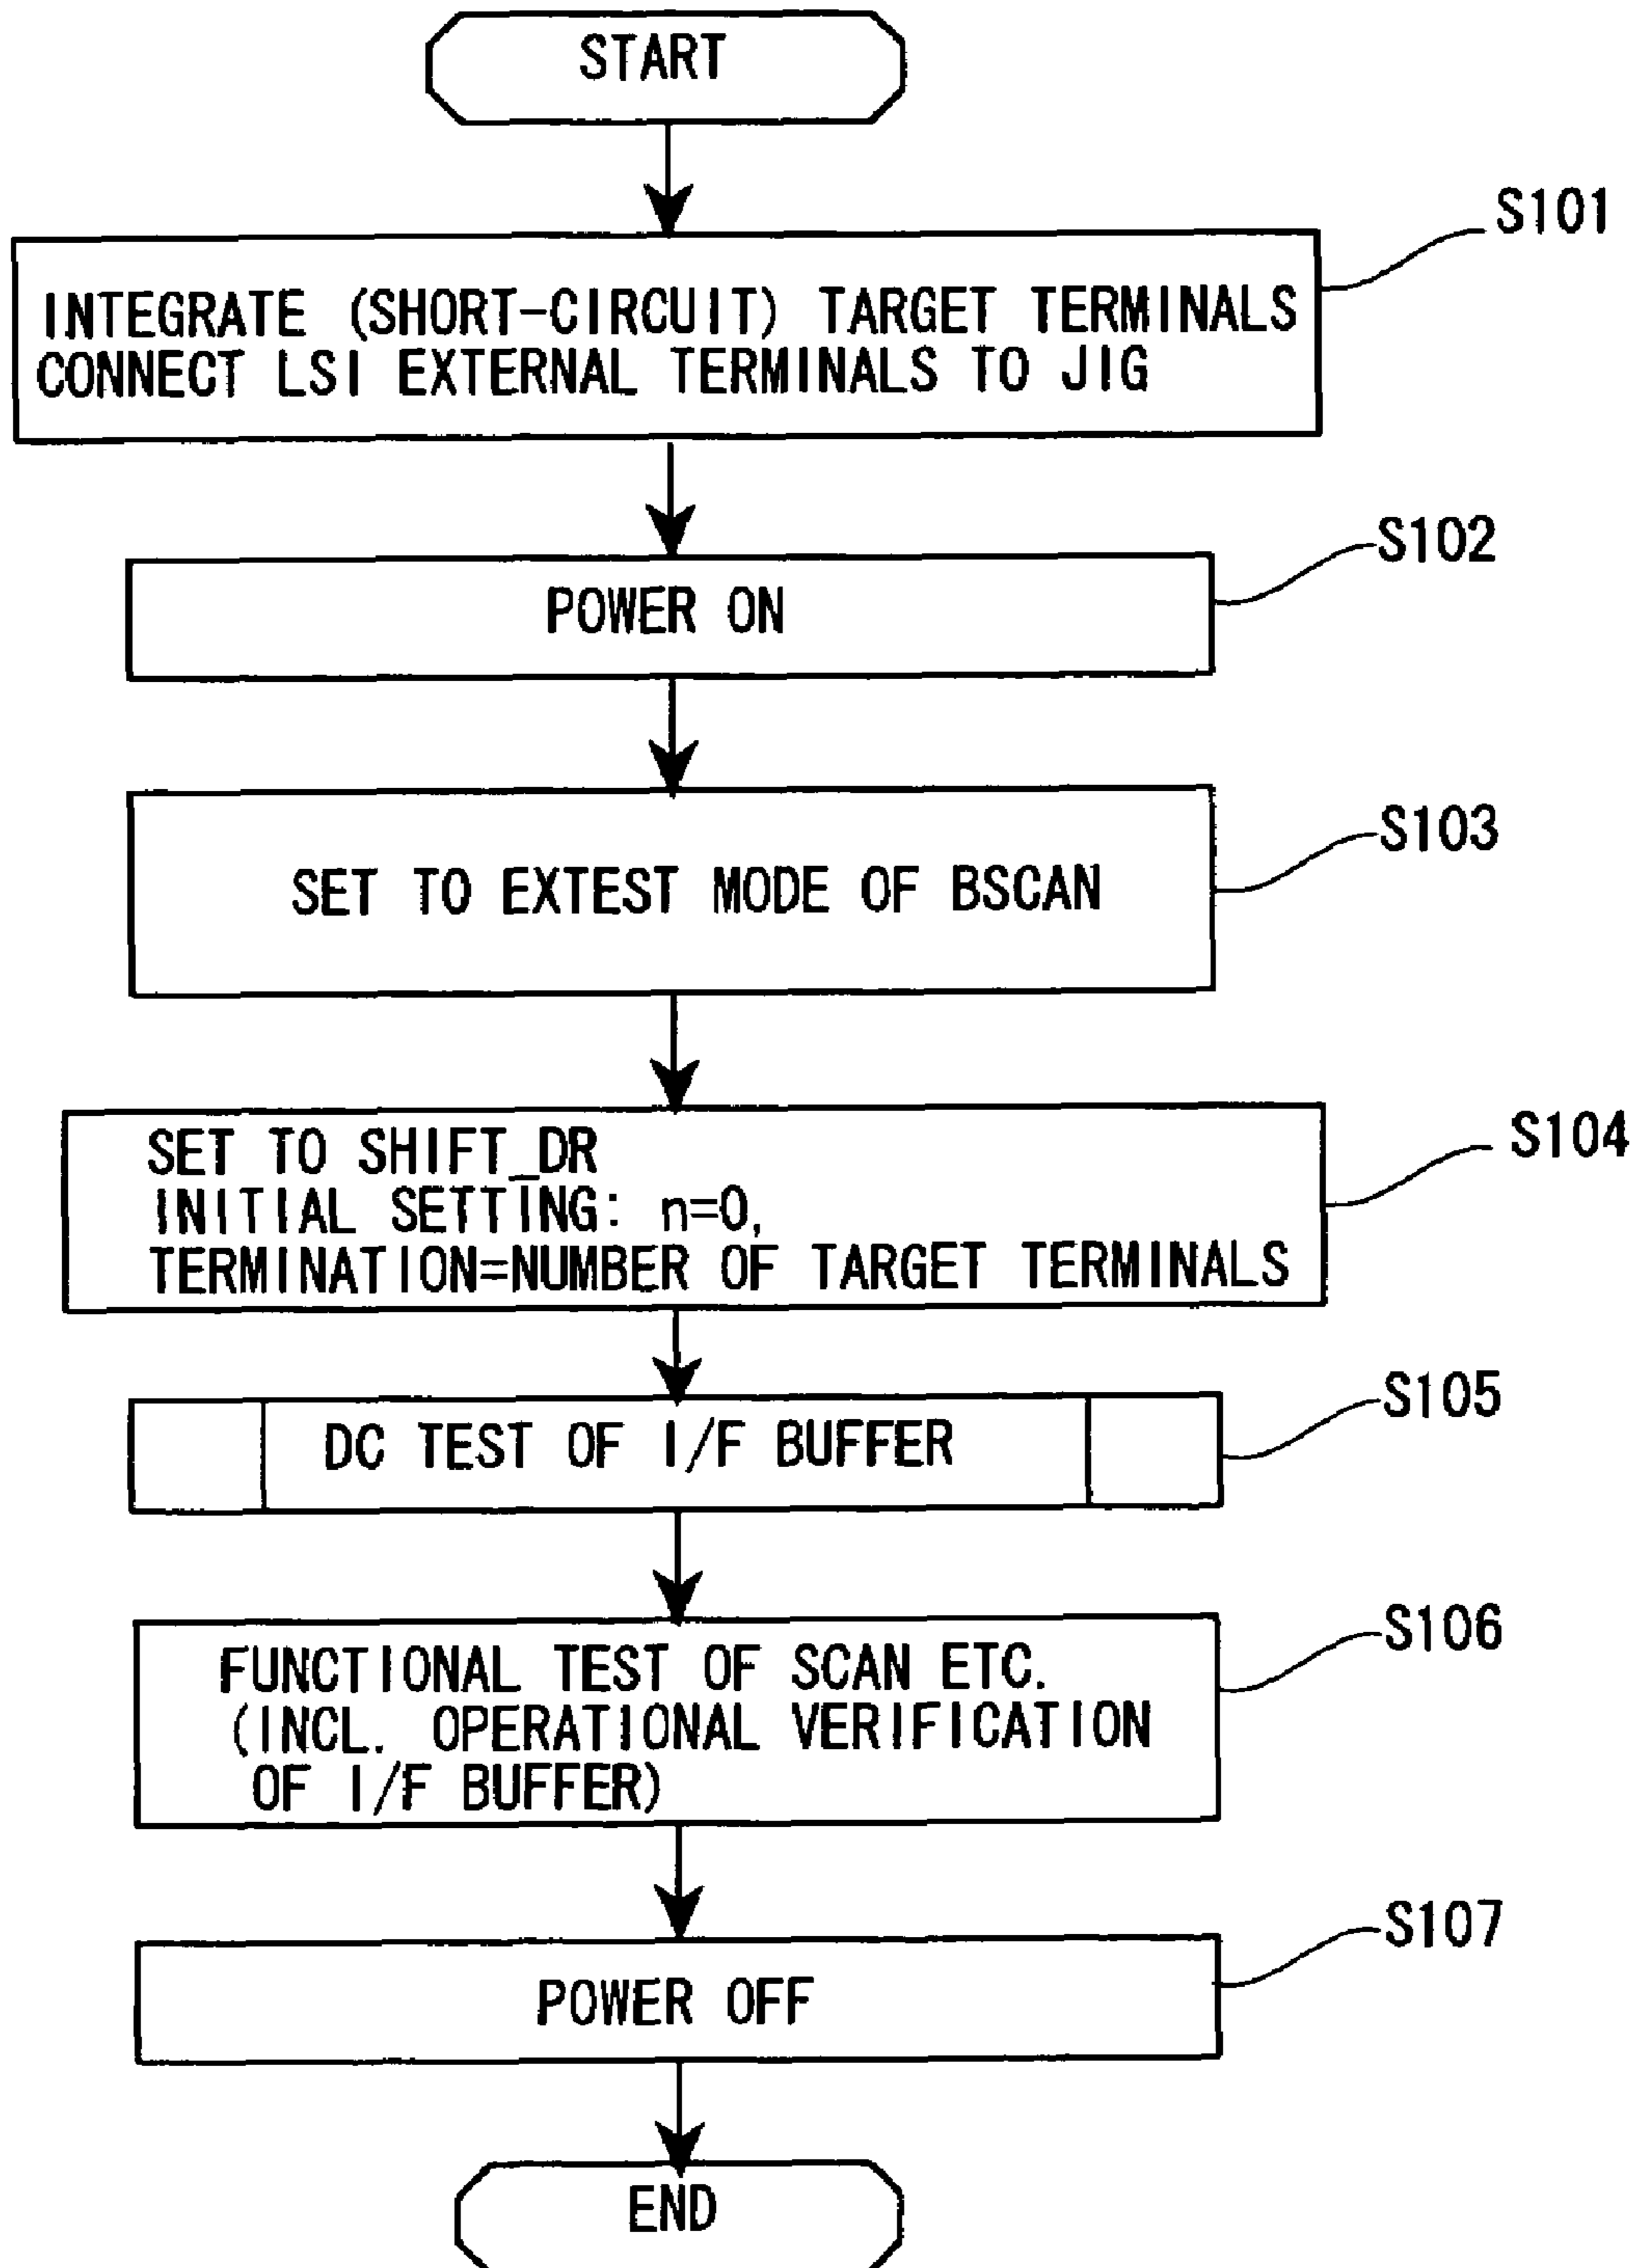 START
S101
INTEGRATE (SHORT-CIRCUIT) TARGET TERMINALS
CONNECT LSI EXTERNAL TERMINALS TO JIG
S102
POWER ON
S103
SET TO EXTEST MODE OF BSCAN
S104
SET TO SHIFT_DR
INITIAL SETTING: n=0,
TERMINATION=NUMBER OF TARGET TERMINALS
S105
DC TEST OF I/F BUFFER
S106
FUNCTIONAL TEST OF SCAN ETC.
(INCL. OPERATIONAL VERIFICATION
OF I/F BUFFER)
S107
POWER OFF
END